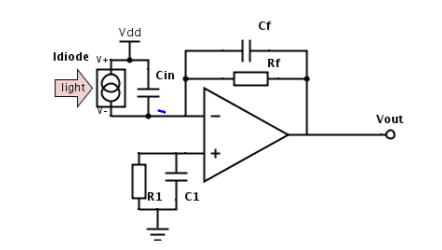 Cf
Vdd
Idiode
V+
Cin
Rf
light
V-
−
Vout
+
R1
C1